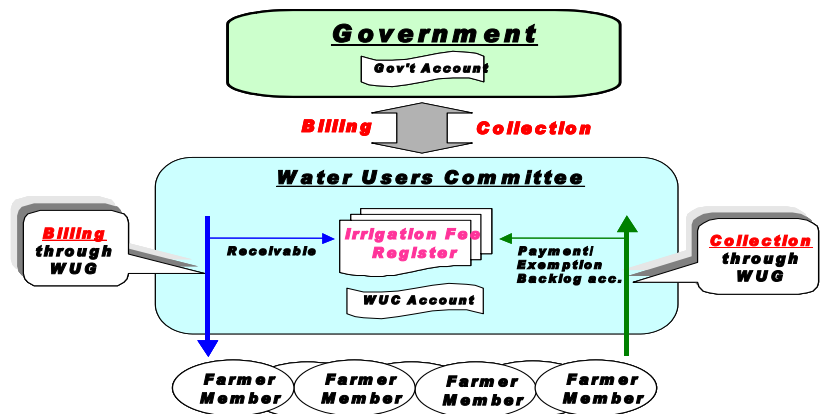 Government
Gov't Account
Billing
Collection
Water Users Committee
Billing
through
WUG
Receivable
Irrigation Fee
Register
Payment/
Exemption
Backlog acc.
Collection
through
WUG
WUC Account
Farmer
Member
Farmer
Member
Farmer
Member
Farmer
Member